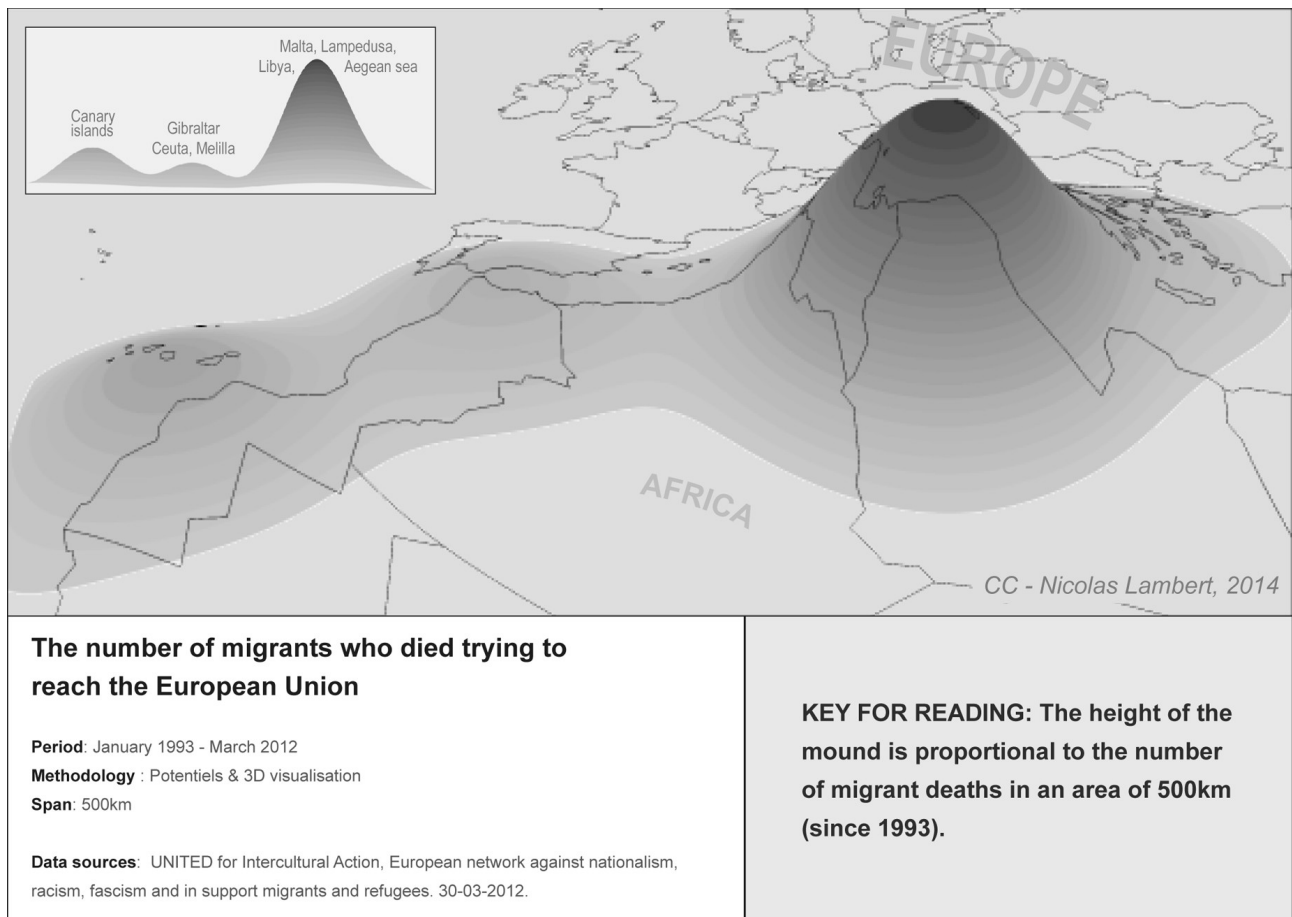 Malta, Lampedusa,
Libya, Aegean sea
Canary
islands
Gibraltar
Ceuta, Melilla
EUROPE
AFRICA
CC - Nicolas Lambert, 2014
The number of migrants who died trying to
reach the European Union
Period: January 1993 - March 2012
Methodology : Potentiels & 3D visualisation
Span: 500km
Data sources: UNITED for Intercultural Action, European network against nationalism,
racism, fascism and in support migrants and refugees. 30-03-2012.
KEY FOR READING: The height of the
mound is proportional to the number
of migrant deaths in an area of 500km
(since 1993).